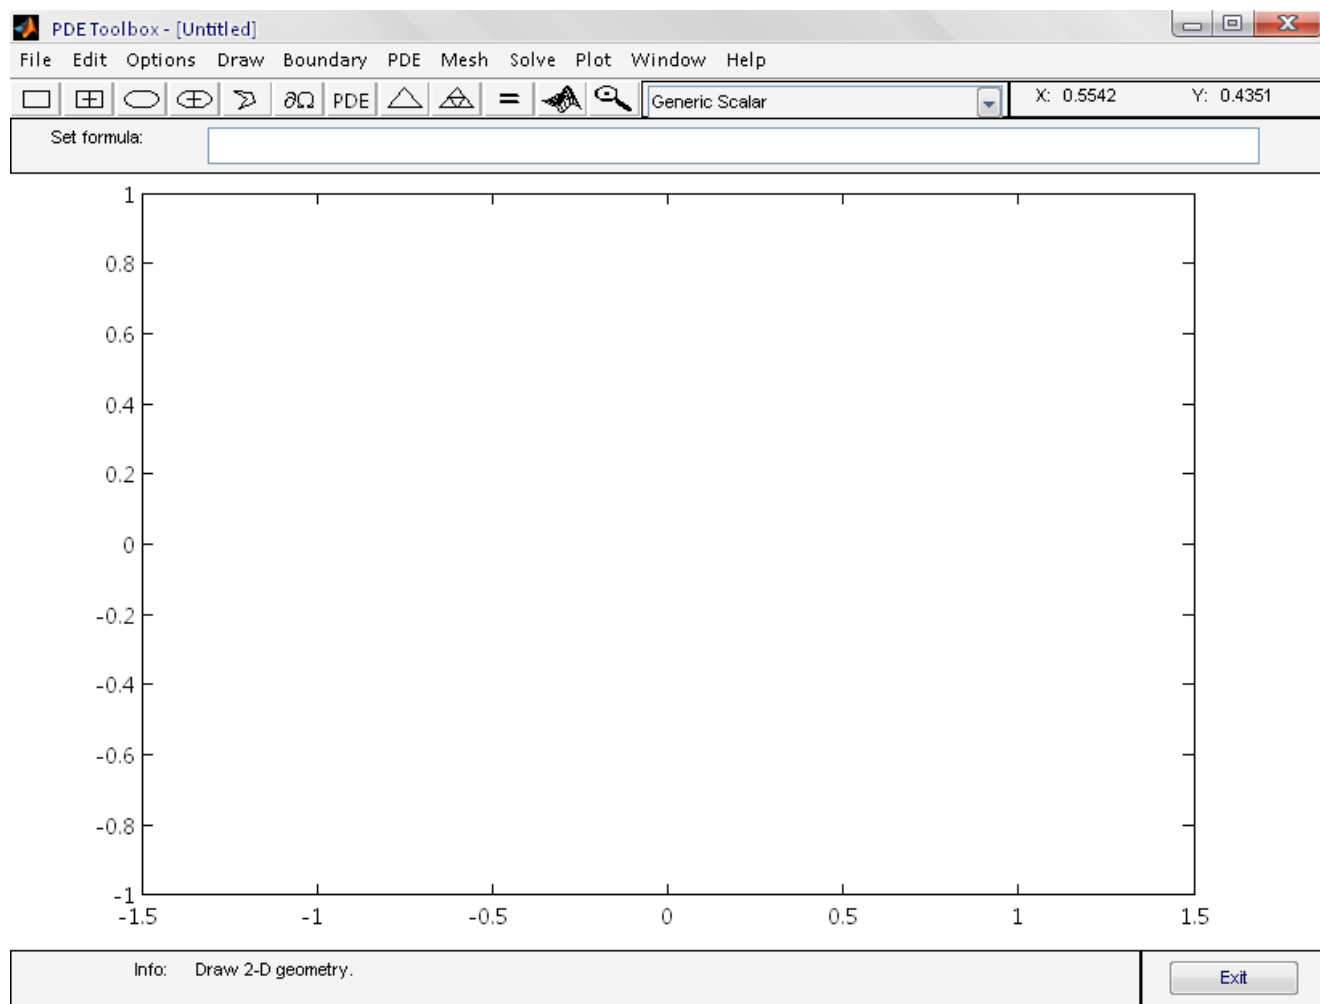 PDE Toolbox - [Untitled]
File Edit Options Draw Boundary PDE Mesh Solve Plot Window Help
∂Ω PDE = Generic Scalar X: 0.5542 Y: 0.4351
Set formula:
1
0.8
0.6
0.4
0.2
0
-0.2
-0.4
-0.6
-0.8
-1
-1.5 -1 -0.5 0 0.5 1 1.5
Info: Draw 2-D geometry. Exit